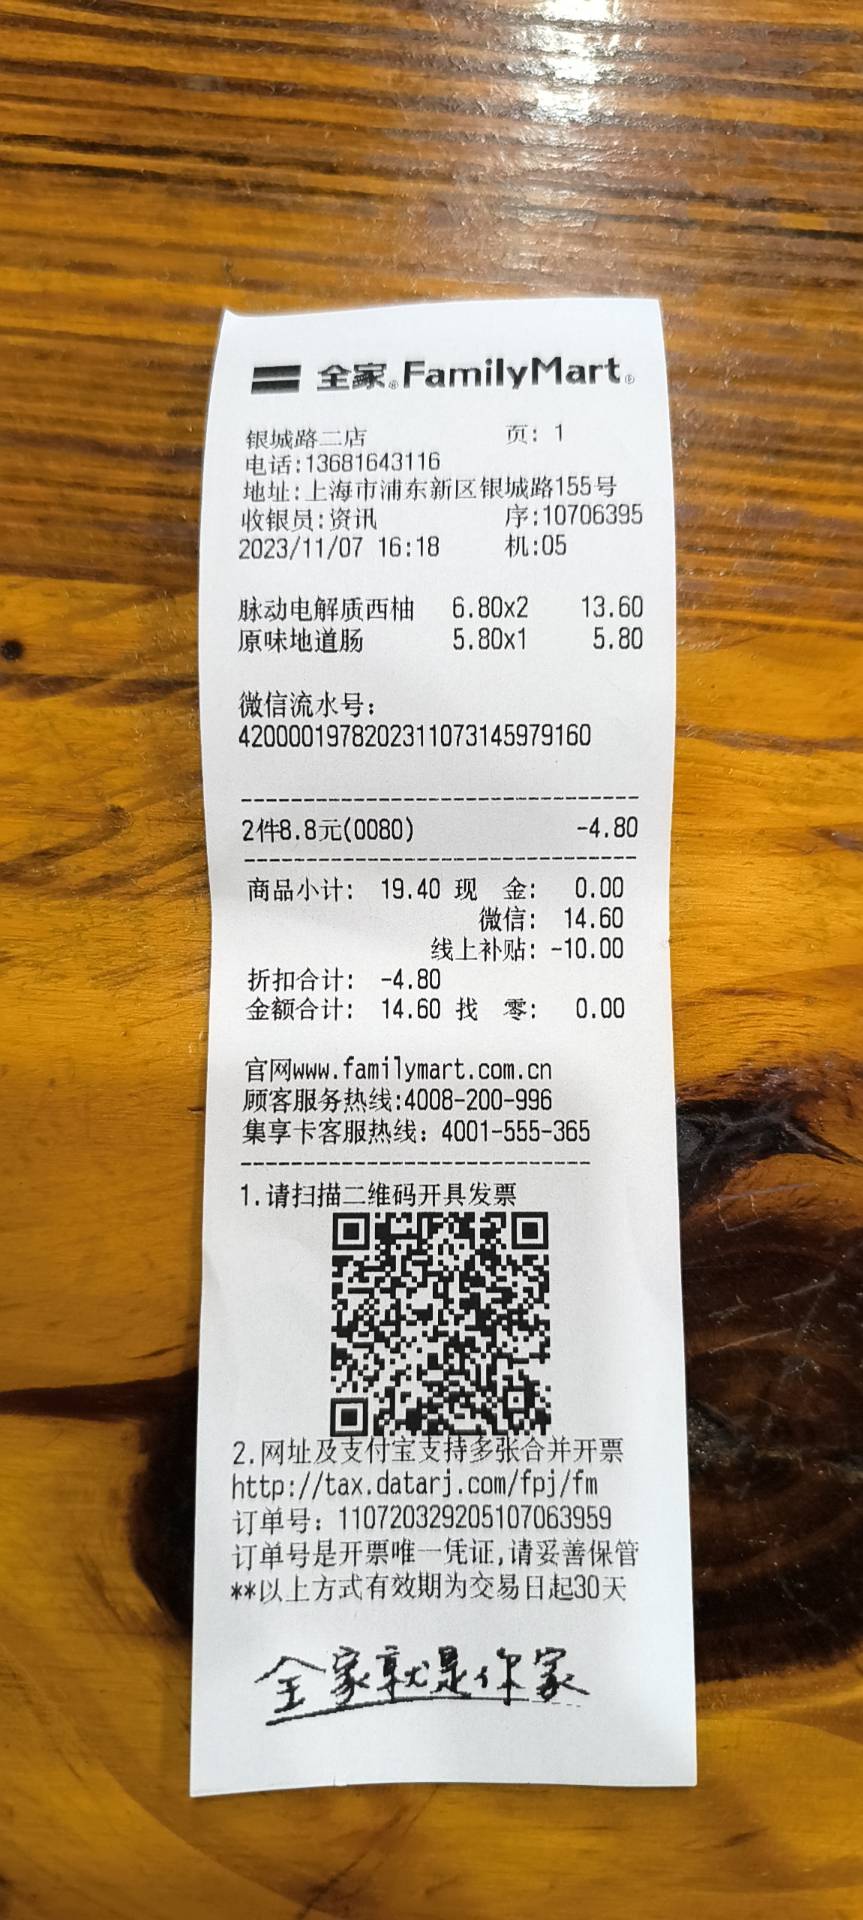 全家®FamilyMart®
银城路二店 页: 1
电话:13681643116
地址:上海市浦东新区银城路155号
收银员:资讯 序:10706395
2023/11/07 16:18 机:05
脉动电解质西柚 6.80x2 13.60
原味地道肠 5.80x1 5.80
微信流水号:
4200001978202311073145979160
--------------------------------
2件8.8元(0080) -4.80
--------------------------------
商品小计: 19.40 现 金: 0.00
微信: 14.60
线上补贴: -10.00
折扣合计: -4.80
金额合计: 14.60 找 零: 0.00
官网www.familymart.com.cn
顾客服务热线:4008-200-996
集享卡客服热线: 4001-555-365
----------------------------
1.请扫描二维码开具发票
2.网址及支付宝支持多张合并开票
http://tax.datarj.com/fpj/fm
订单号: 110720329205107063959
订单号是开票唯一凭证,请妥善保管
**以上方式有效期为交易日起30天
全家就是你家